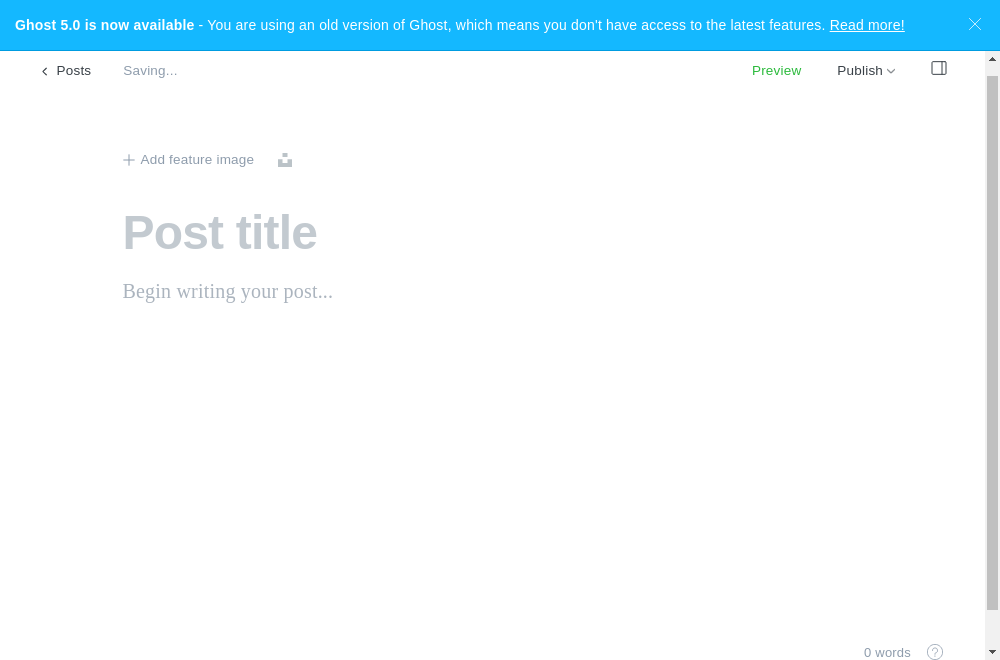 Ghost 5.0 is now available - You are using an old version of Ghost, which means you don't have access to the latest features. Read more!
Posts Saving... Preview Publish
Add feature image
Post title
Begin writing your post...
0 words ?